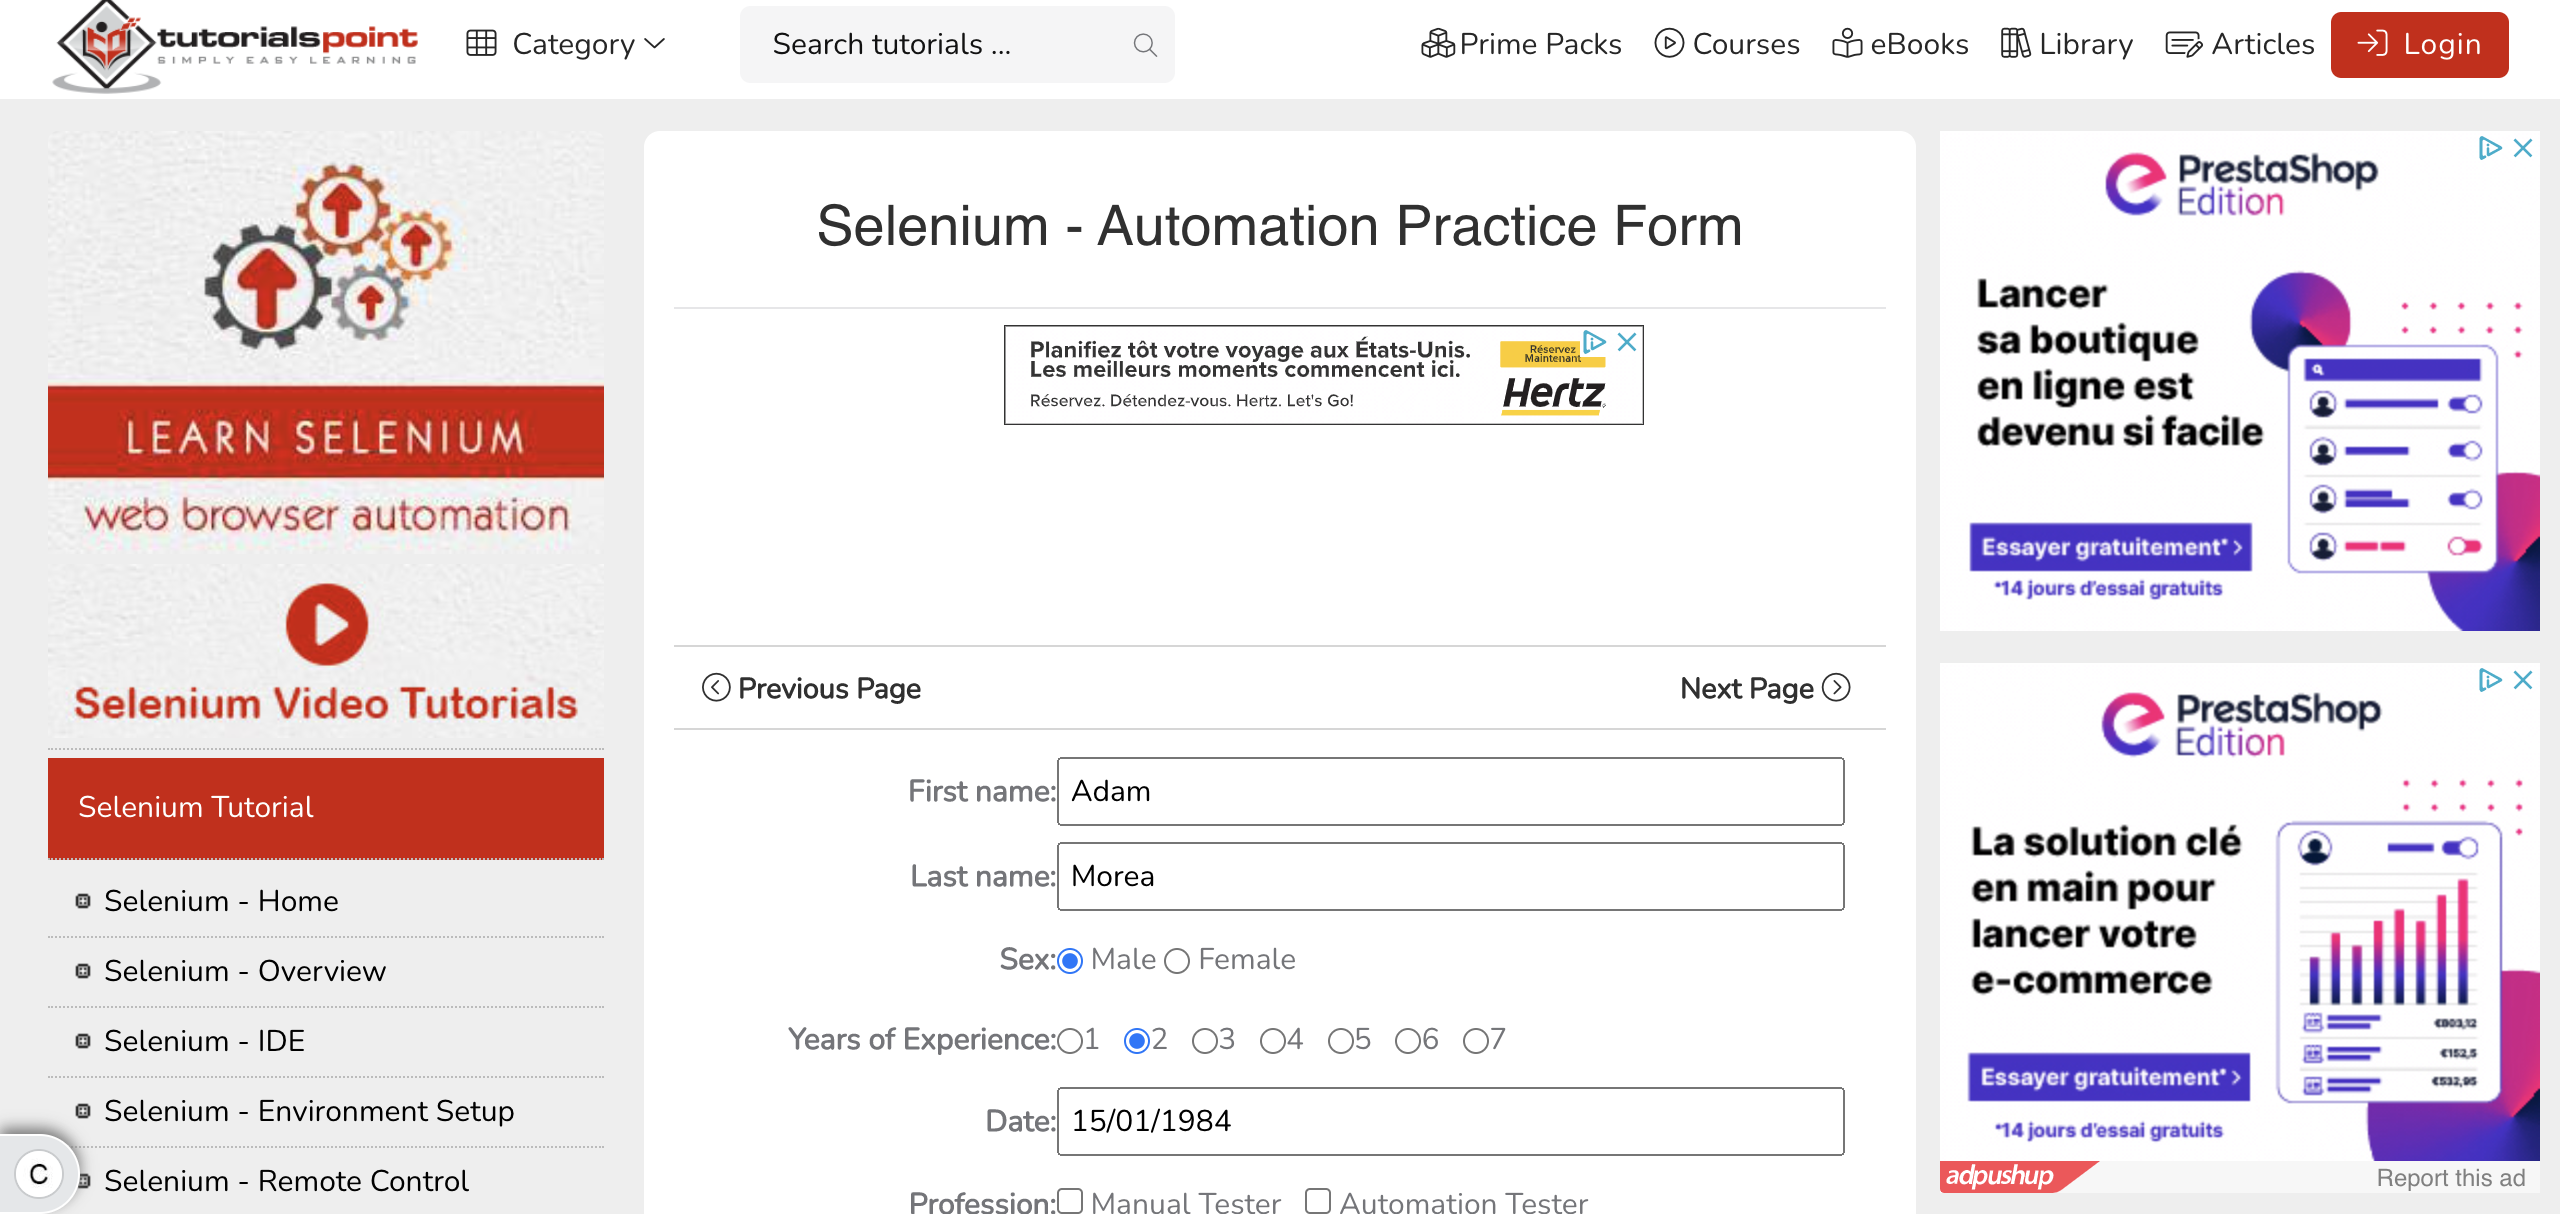 tutorialspoint
SIMPLY EASY LEARNING
Category
Search tutorials ...
Prime Packs
Courses
eBooks
Library
Articles
Login
LEARN SELENIUM
web browser automation
Selenium Video Tutorials
Selenium Tutorial
Selenium - Home
Selenium - Overview
Selenium - IDE
Selenium - Environment Setup
Selenium - Remote Control
C
Selenium - Automation Practice Form
Planifiez tôt votre voyage aux États-Unis.
Les meilleurs moments commencent ici.
Réservez. Détendez-vous. Hertz. Let's Go!
Réservez
Maintenant
Hertz
Previous Page
Next Page
First name: Adam
Last name: Morea
Sex: Male Female
Years of Experience: 1 2 3 4 5 6 7
Date: 15/01/1984
Profession: Manual Tester Automation Tester
PrestaShop
Edition
Lancer
sa boutique
en ligne est
devenu si facile
Essayer gratuitement* >
*14 jours d'essai gratuits
PrestaShop
Edition
La solution clé
en main pour
lancer votre
e-commerce
€803,12
€152,5
€532,95
Essayer gratuitement* >
*14 jours d'essai gratuits
adpushup
Report this ad